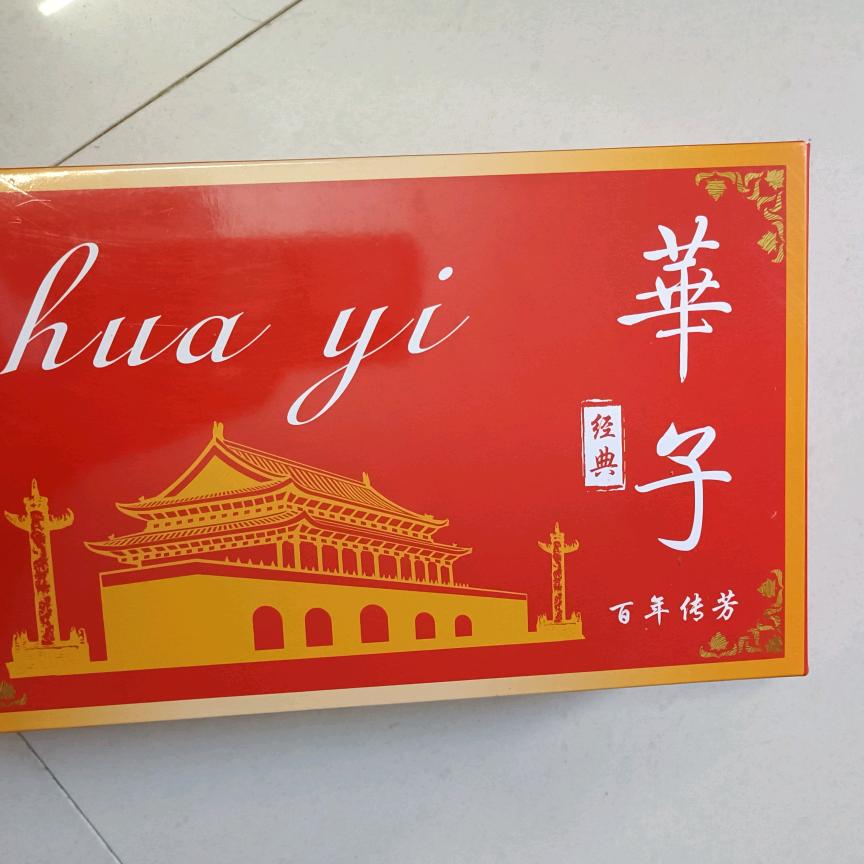 hua yi
華子
经典
百年传芳